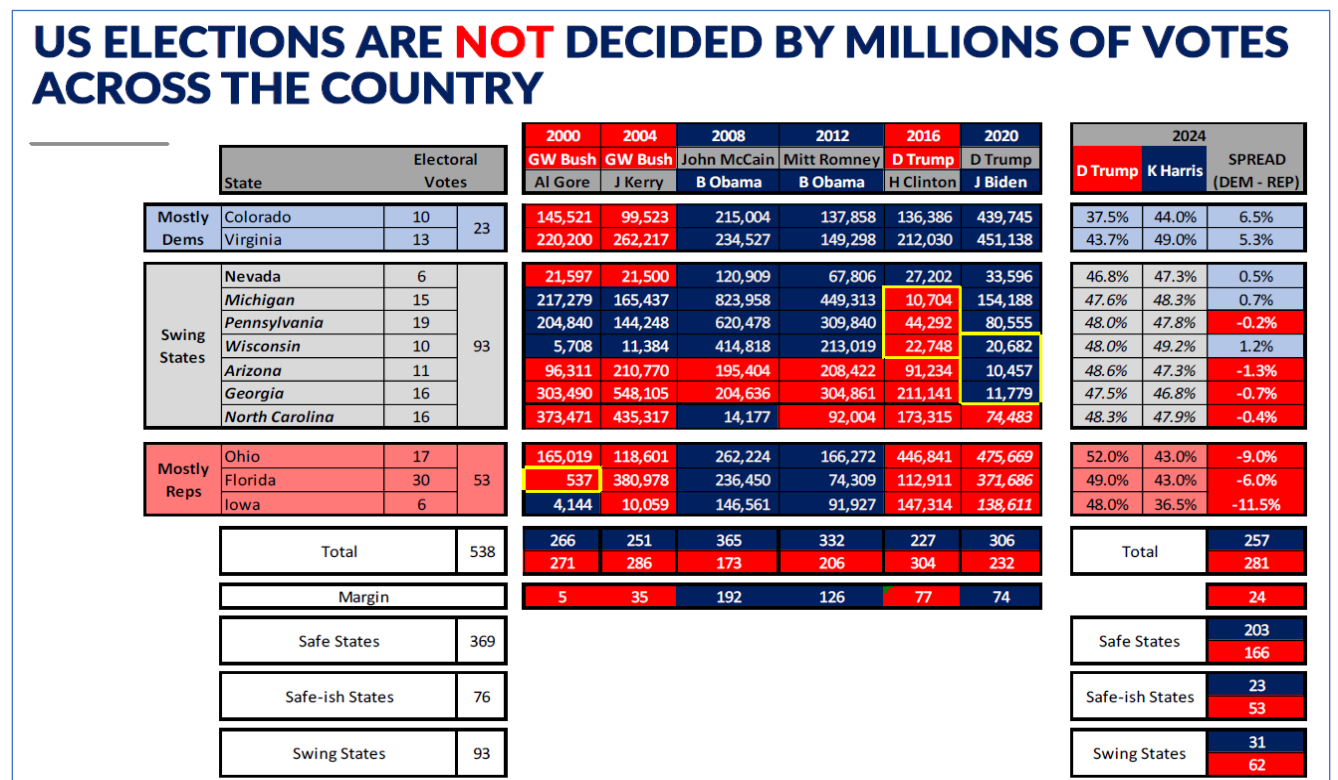 US ELECTIONS ARE NOT DECIDED BY MILLIONS OF VOTES
ACROSS THE COUNTRY
2000 2004 2008 2012 2016 2020 2024
State Electoral Votes GW Bush GW Bush John McCain Mitt Romney D Trump D Trump D Trump K Harris SPREAD (DEM - REP)
Al Gore J Kerry B Obama B Obama H Clinton J Biden
Mostly Dems
Colorado 10 23 145,521 99,523 215,004 137,858 136,386 439,745 37.5% 44.0% 6.5%
Virginia 13 220,200 262,217 234,527 149,298 212,030 451,138 43.7% 49.0% 5.3%
Swing States
Nevada 6 93 21,597 21,500 120,909 67,806 27,202 33,596 46.8% 47.3% 0.5%
Michigan 15 217,279 165,437 823,958 449,313 10,704 154,188 47.6% 48.3% 0.7%
Pennsylvania 19 204,840 144,248 620,478 309,840 44,292 80,555 48.0% 47.8% -0.2%
Wisconsin 10 5,708 11,384 414,818 213,019 22,748 20,682 48.0% 49.2% 1.2%
Arizona 11 96,311 210,770 195,404 208,422 91,234 10,457 48.6% 47.3% -1.3%
Georgia 16 303,490 548,105 204,636 304,861 211,141 11,779 47.5% 46.8% -0.7%
North Carolina 16 373,471 435,317 14,177 92,004 173,315 74,483 48.3% 47.9% -0.4%
Mostly Reps
Ohio 17 53 165,019 118,601 262,224 166,272 446,841 475,669 52.0% 43.0% -9.0%
Florida 30 537 380,978 236,450 74,309 112,911 371,686 49.0% 43.0% -6.0%
Iowa 6 4,144 10,059 146,561 91,927 147,314 138,611 48.0% 36.5% -11.5%
Total 538 266 251 365 332 227 306 Total 257
271 286 173 206 304 232 281
Margin 5 35 192 126 77 74 24
Safe States 369 Safe States 203
166
Safe-ish States 76 Safe-ish States 23
53
Swing States 93 Swing States 31
62